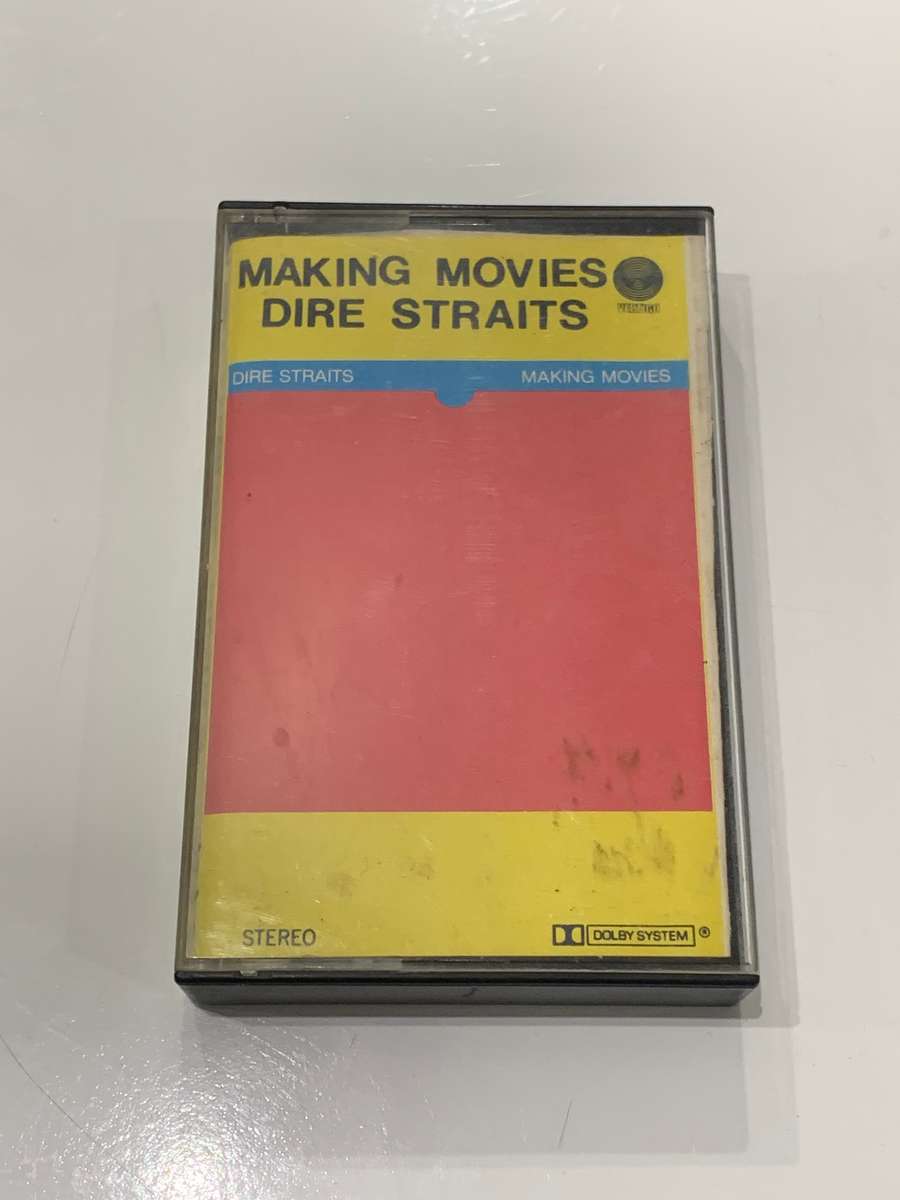 MAKING MOVIES
DIRE STRAITS
VERTIGO
DIRE STRAITS MAKING MOVIES
STEREO
DOLBY SYSTEM ®